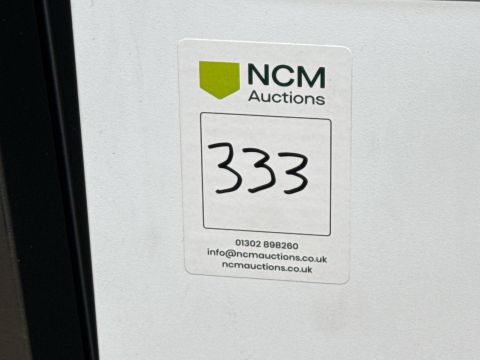 NCM
Auctions
333
01302 898260
info@ncmauctions.co.uk
ncmauctions.co.uk